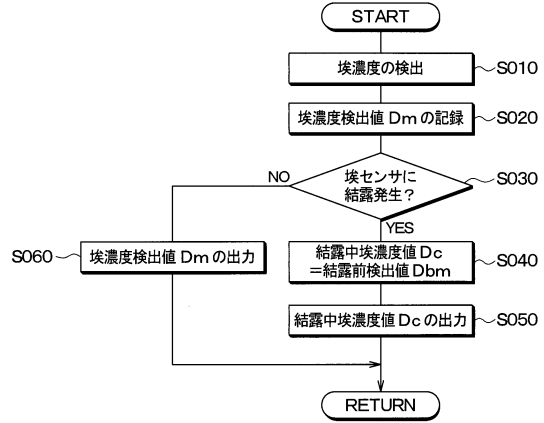 START
埃濃度の検出
S010
埃濃度検出値 Dm の記録
S020
埃センサに
結露発生？
S030
NO
YES
S060
埃濃度検出値 Dm の出力
結露中埃濃度値 Dc
＝結露前検出値 Dbm
S040
結露中埃濃度値 Dc の出力
S050
RETURN